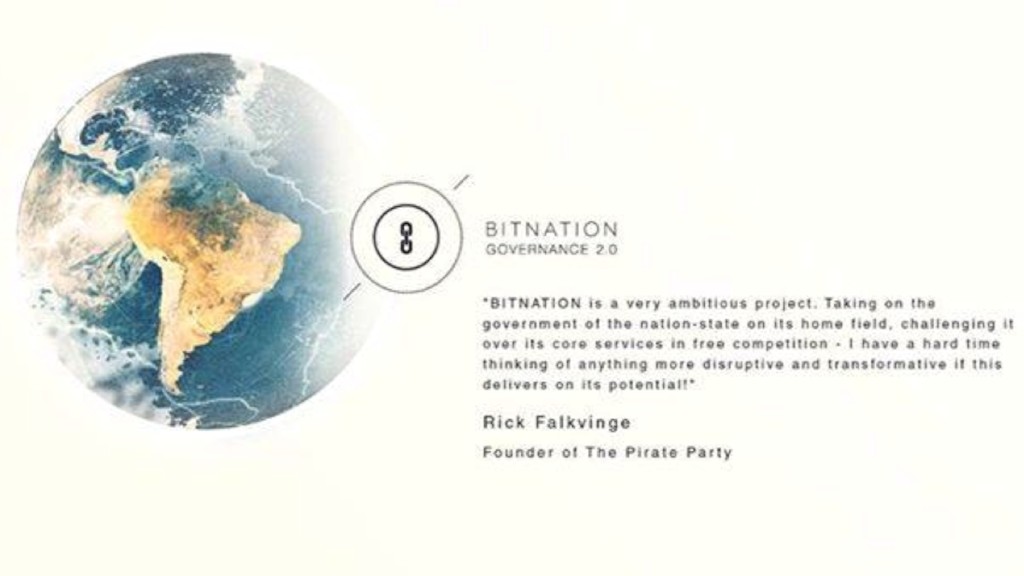 BITNATION
GOVERNANCE 2.0
"BITNATION is a very ambitious project. Taking on the
government of the nation-state on its home field, challenging it
over its core services in free competition - I have a hard time
thinking of anything more disruptive and transformative if this
delivers on its potential!"
Rick Falkvinge
Founder of The Pirate Party